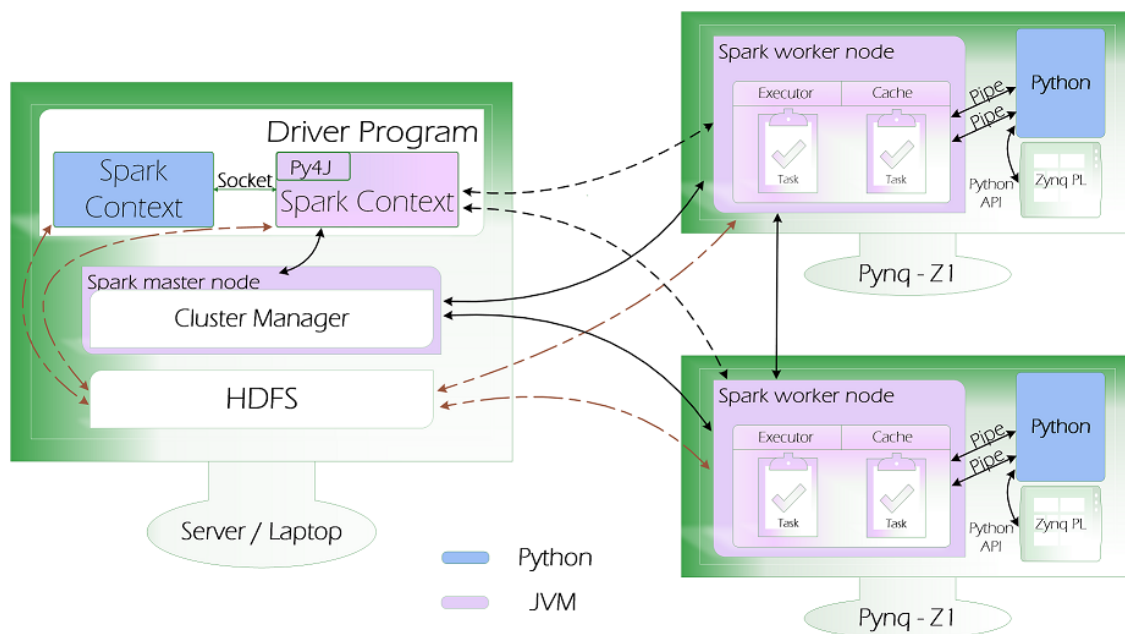 Driver Program
Spark
Context
Socket
Py4J
Spark Context
Spark master node
Cluster Manager
HDFS
Server / Laptop
Python
JVM
Spark worker node
Executor
Cache
Task
Task
Pipe
Pipe
Python
Zynq PL
Python
API
Pynq - Z1
Spark worker node
Executor
Cache
Task
Task
Pipe
Pipe
Python
Zynq PL
Python
API
Pynq - Z1